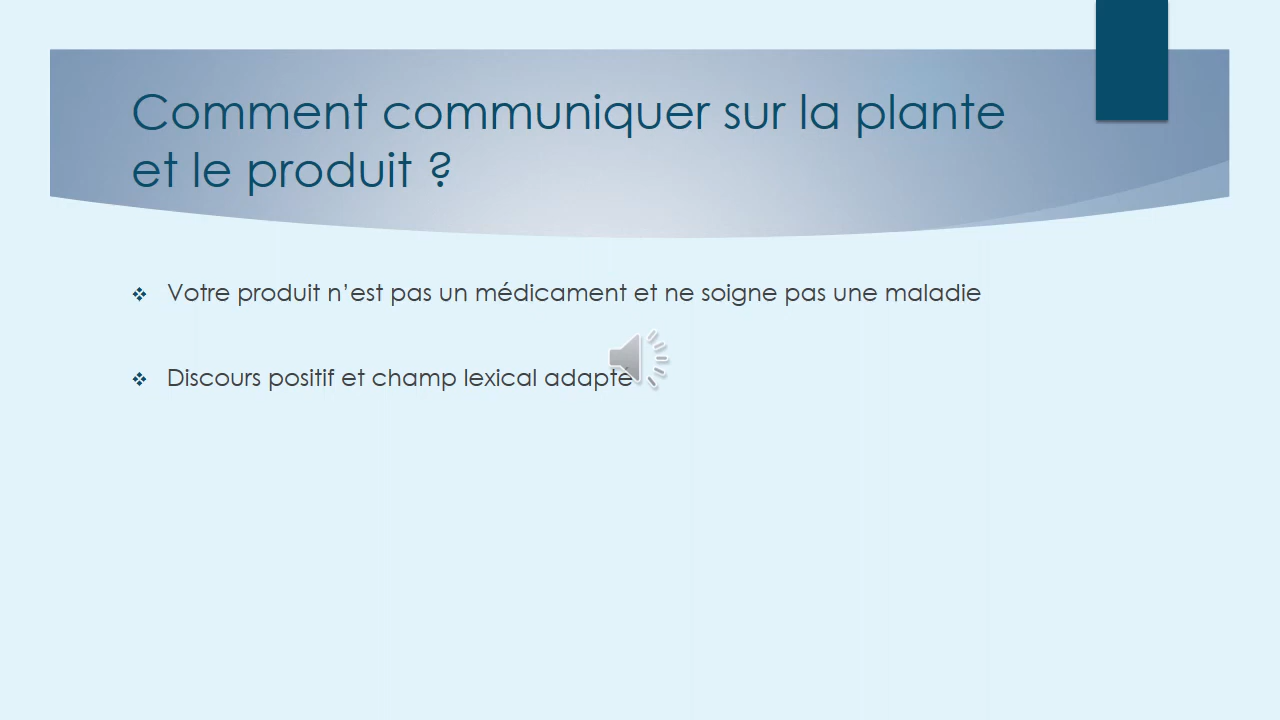 Comment communiquer sur la plante
et le produit ?
Votre produit n’est pas un médicament et ne soigne pas une maladie
Discours positif et champ lexical adapté